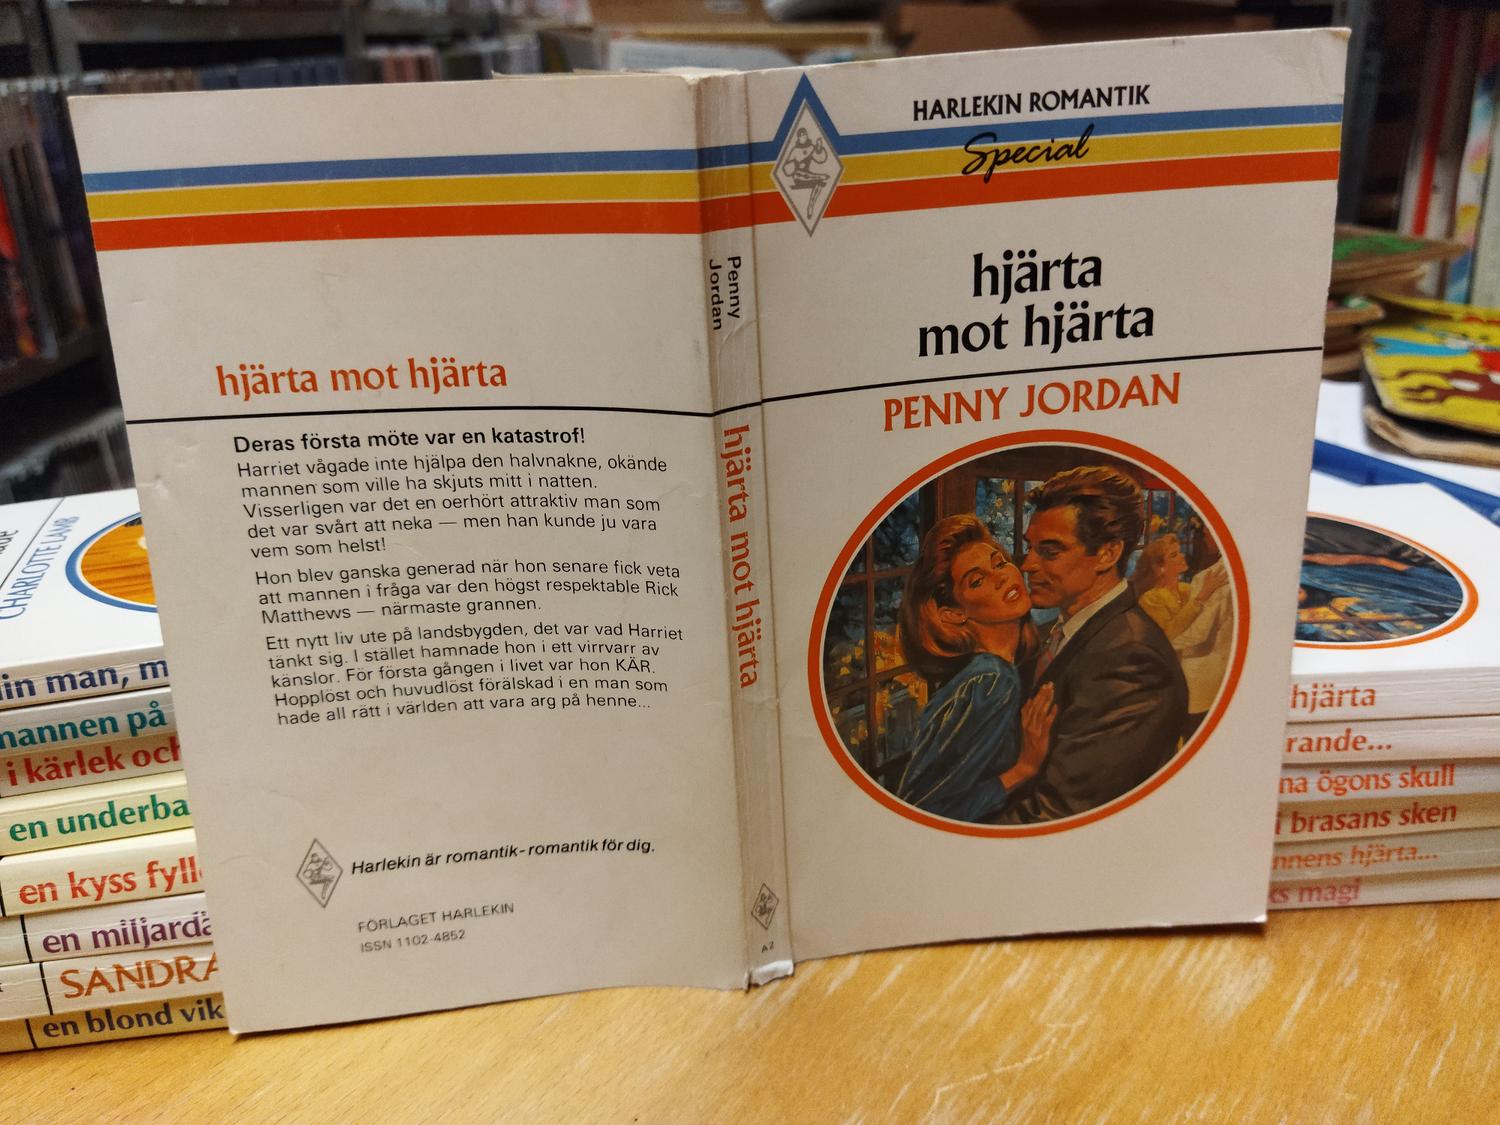 hjärta mot hjärta
Deras första möte var en katastrof!
Harriet vågade inte hjälpa den halvnakne, okände
mannen som ville ha skjuts mitt i natten.
Visserligen var det en oerhört attraktiv man som
det var svårt att neka — men han kunde ju vara
vem som helst!
Hon blev ganska generad när hon senare fick veta
att mannen i fråga var den högst respektable Rick
Matthews — närmaste grannen.
Ett nytt liv ute på landsbygden, det var vad Harriet
tänkt sig. I stället hamnade hon i ett virrvarr av
känslor. För första gången i livet var hon KÄR.
Hopplöst och huvudlöst förälskad i en man som
hade all rätt i världen att vara arg på henne...
Harlekin är romantik - romantik för dig.
FÖRLAGET HARLEKIN
ISSN 1102-4852
Penny
Jordan
hjärta mot hjärta
A2
HARLEKIN ROMANTIK
Special
hjärta
mot hjärta
PENNY JORDAN
CHARLOTTE LAMB
man, m
på
i kärlek och
en underba
en kyss fyll
en miljardä
SANDRA
en blond vik
hjärta
rande...
ögons skull
i brasans sken
nnens hjärta...
magi